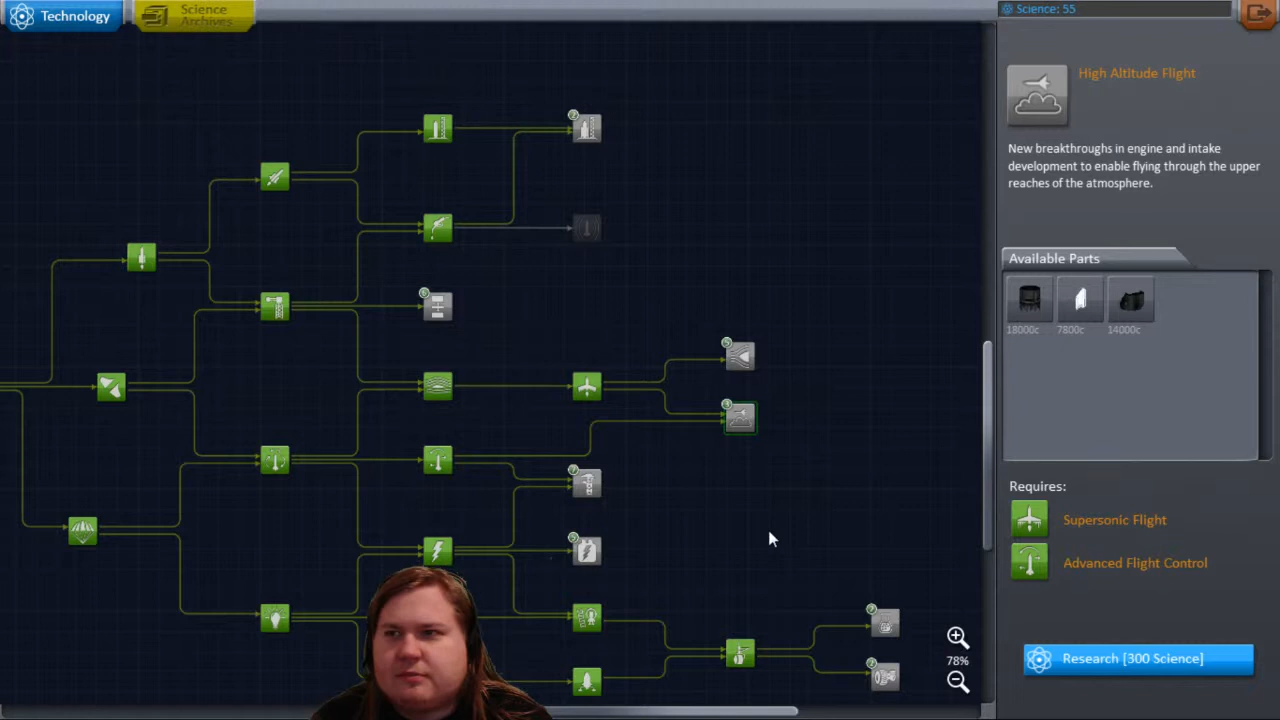 Technology
Science
Archives
Science: 55
High Altitude Flight
New breakthroughs in engine and intake
development to enable flying through the upper
reaches of the atmosphere.
Available Parts
18000c
7800c
14000c
Requires:
Supersonic Flight
Advanced Flight Control
78%
Research [300 Science]